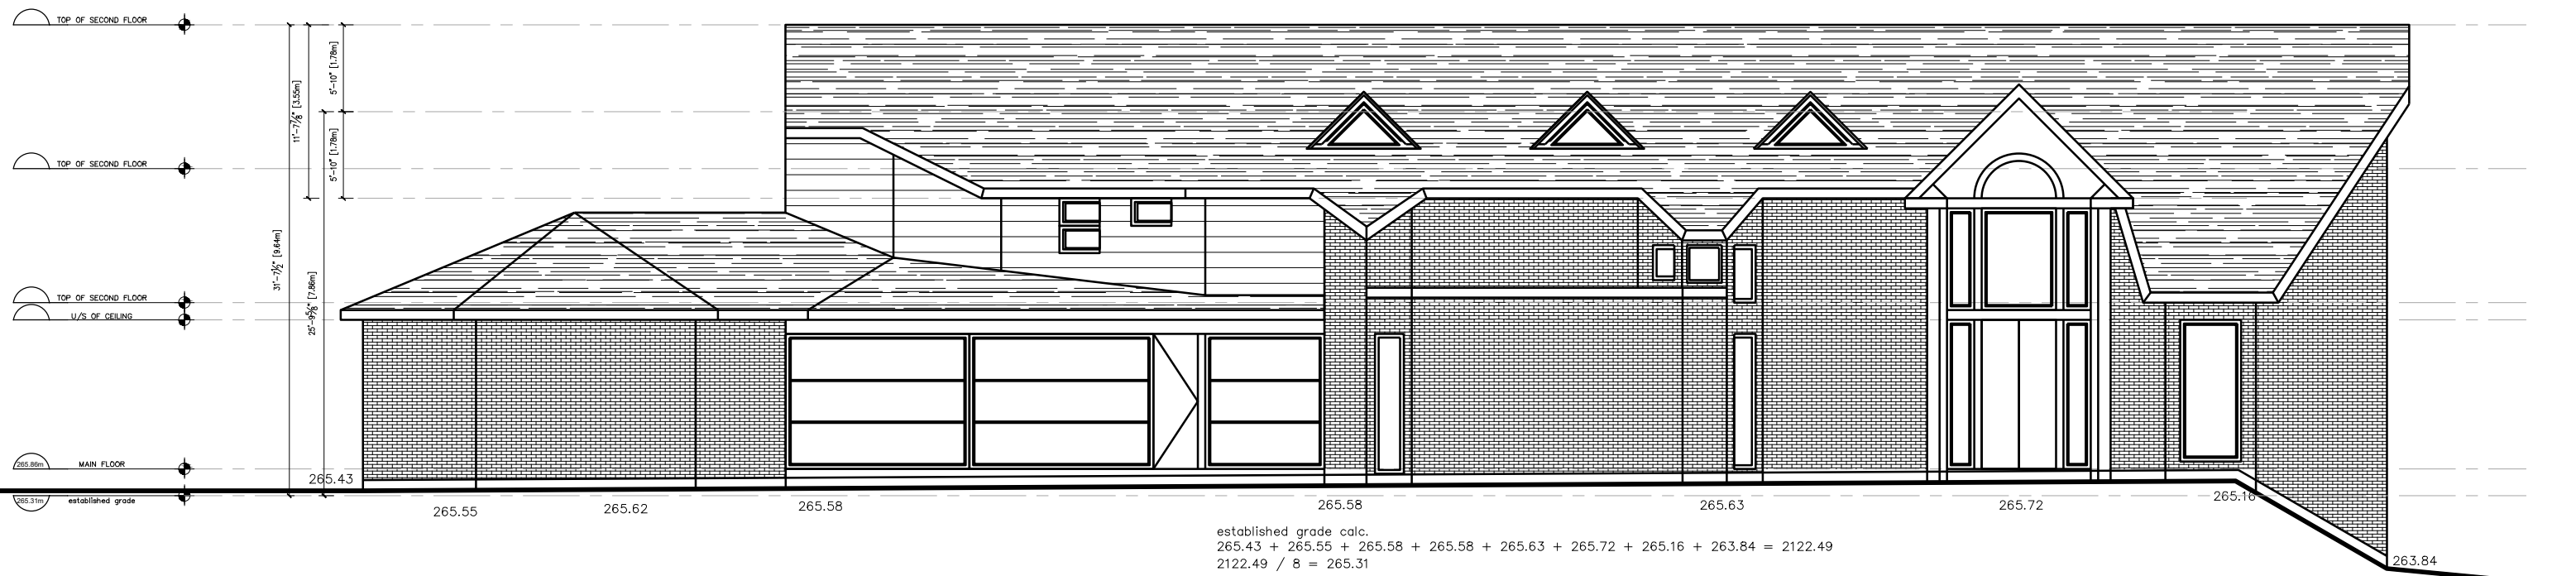 TOP OF SECOND FLOOR
5'-10" [1.78m]
11'-7⅞" [3.55m]
5'-10" [1.78m]
TOP OF SECOND FLOOR
31'-7½" [9.64m]
25'-9⅝" [7.86m]
TOP OF SECOND FLOOR
U/S OF CEILING
265.86m MAIN FLOOR
265.31m established grade
265.43
265.55
265.62
265.58
265.58
265.63
265.72
265.16
263.84
established grade calc.
265.43 + 265.55 + 265.58 + 265.58 + 265.63 + 265.72 + 265.16 + 263.84 = 2122.49
2122.49 / 8 = 265.31